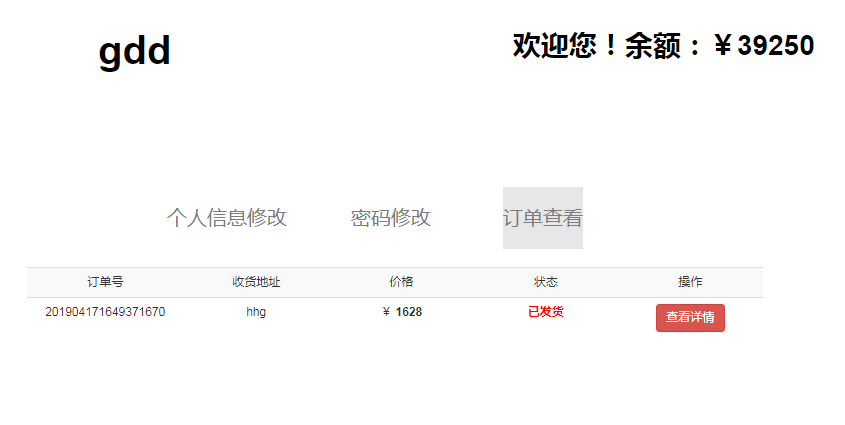 gdd
欢迎您！余额：￥39250
个人信息修改 密码修改 订单查看
订单号 收货地址 价格 状态 操作
201904171649371670 hhg ￥ 1628 已发货 查看详情